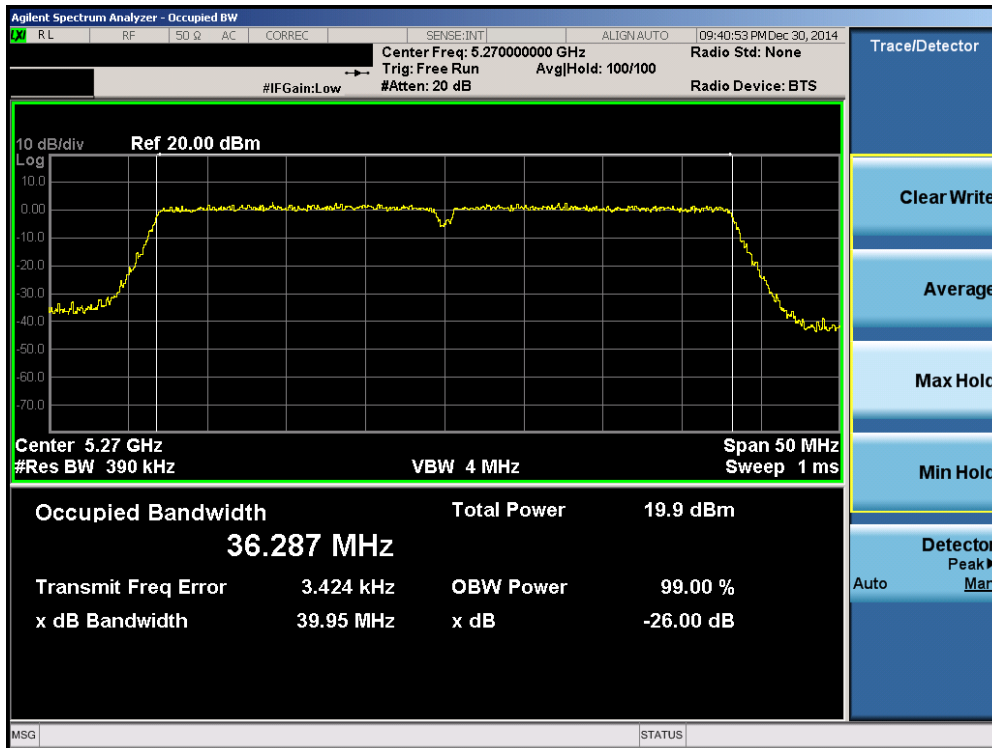 Agilent Spectrum Analyzer - Occupied BW
LXI RL RF 50 Ω AC CORREC SENSE:INT ALIGN AUTO 09:40:53 PM Dec 30, 2014
Center Freq: 5.270000000 GHz Radio Std: None
Trig: Free Run Avg|Hold: 100/100
#IFGain:Low #Atten: 20 dB Radio Device: BTS
10 dB/div Ref 20.00 dBm
Log
10.0
0.00
-10.0
-20.0
-30.0
-40.0
-50.0
-60.0
-70.0
Center 5.27 GHz Span 50 MHz
#Res BW 390 kHz VBW 4 MHz Sweep 1 ms
Occupied Bandwidth Total Power 19.9 dBm
36.287 MHz
Transmit Freq Error 3.424 kHz OBW Power 99.00 %
x dB Bandwidth 39.95 MHz x dB -26.00 dB
MSG STATUS
Trace/Detector
Clear Write
Average
Max Hold
Min Hold
Detector
Peak
Auto Man